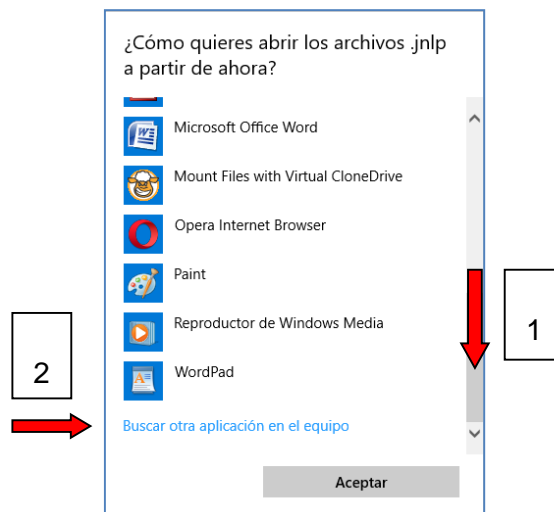 ¿Cómo quieres abrir los archivos .jnlp
a partir de ahora?
Microsoft Office Word
Mount Files with Virtual CloneDrive
Opera Internet Browser
Paint
Reproductor de Windows Media
WordPad
Buscar otra aplicación en el equipo
Aceptar
1
2